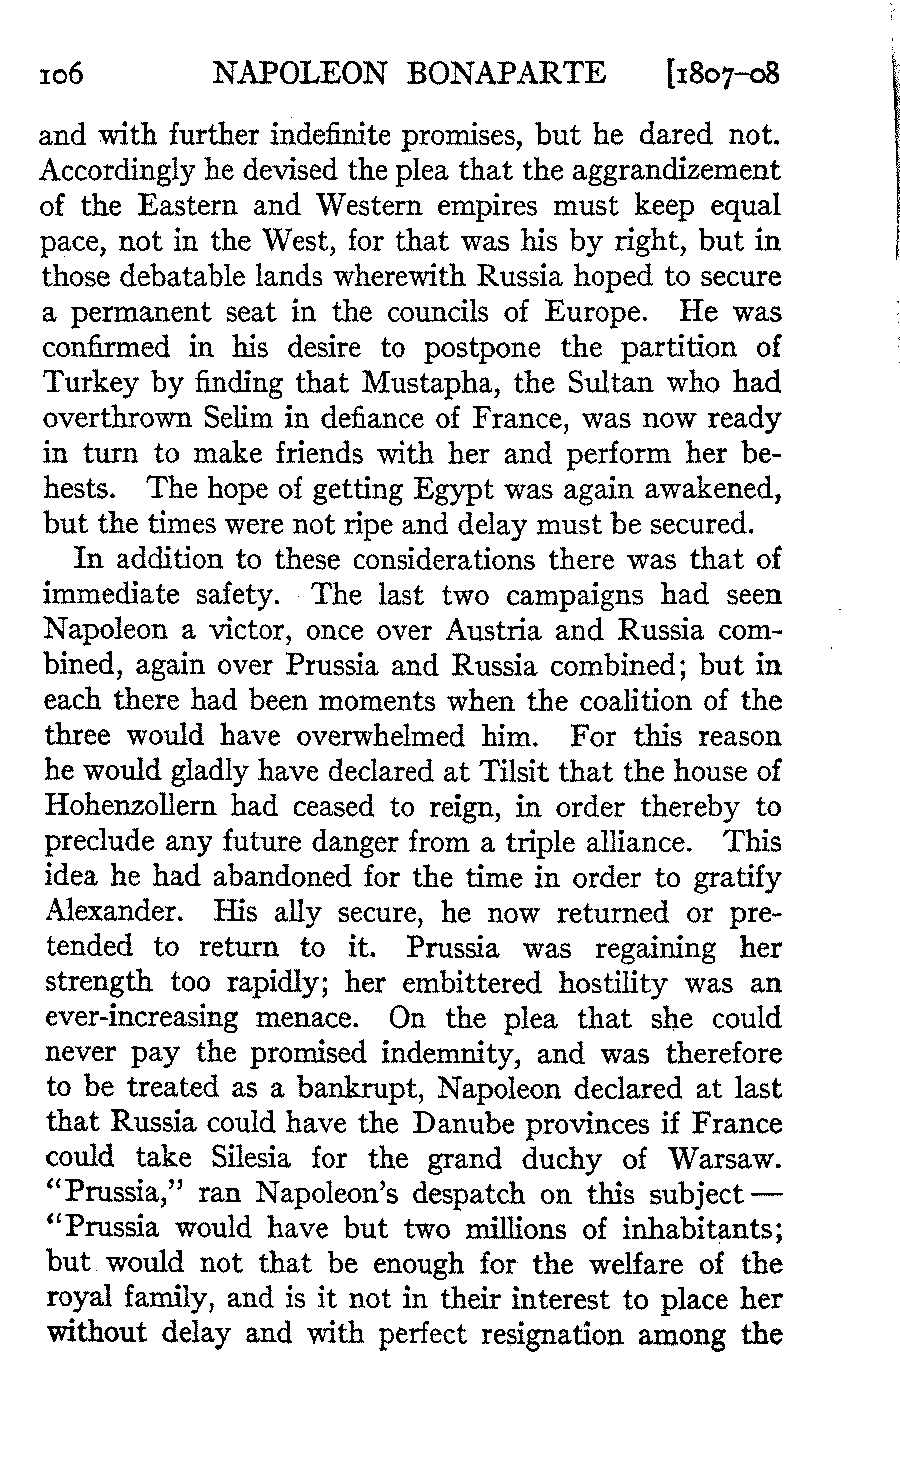 106 NAPOLEON BONAPARTE [1807–08
and with further indefinite promises, but he dared not.
Accordingly he devised the plea that the aggrandizement
of the Eastern and Western empires must keep equal
pace, not in the West, for that was his by right, but in
those debatable lands wherewith Russia hoped to secure
a permanent seat in the councils of Europe. He was
confirmed in his desire to postpone the partition of
Turkey by finding that Mustapha, the Sultan who had
overthrown Selim in defiance of France, was now ready
in turn to make friends with her and perform her be-
hests. The hope of getting Egypt was again awakened,
but the times were not ripe and delay must be secured.
In addition to these considerations there was that of
immediate safety. The last two campaigns had seen
Napoleon a victor, once over Austria and Russia com-
bined, again over Prussia and Russia combined; but in
each there had been moments when the coalition of the
three would have overwhelmed him. For this reason
he would gladly have declared at Tilsit that the house of
Hohenzollern had ceased to reign, in order thereby to
preclude any future danger from a triple alliance. This
idea he had abandoned for the time in order to gratify
Alexander. His ally secure, he now returned or pre-
tended to return to it. Prussia was regaining her
strength too rapidly; her embittered hostility was an
ever-increasing menace. On the plea that she could
never pay the promised indemnity, and was therefore
to be treated as a bankrupt, Napoleon declared at last
that Russia could have the Danube provinces if France
could take Silesia for the grand duchy of Warsaw.
“Prussia,” ran Napoleon's despatch on this subject—
“Prussia would have but two millions of inhabitants;
but would not that be enough for the welfare of the
royal family, and is it not in their interest to place her
without delay and with perfect resignation among the